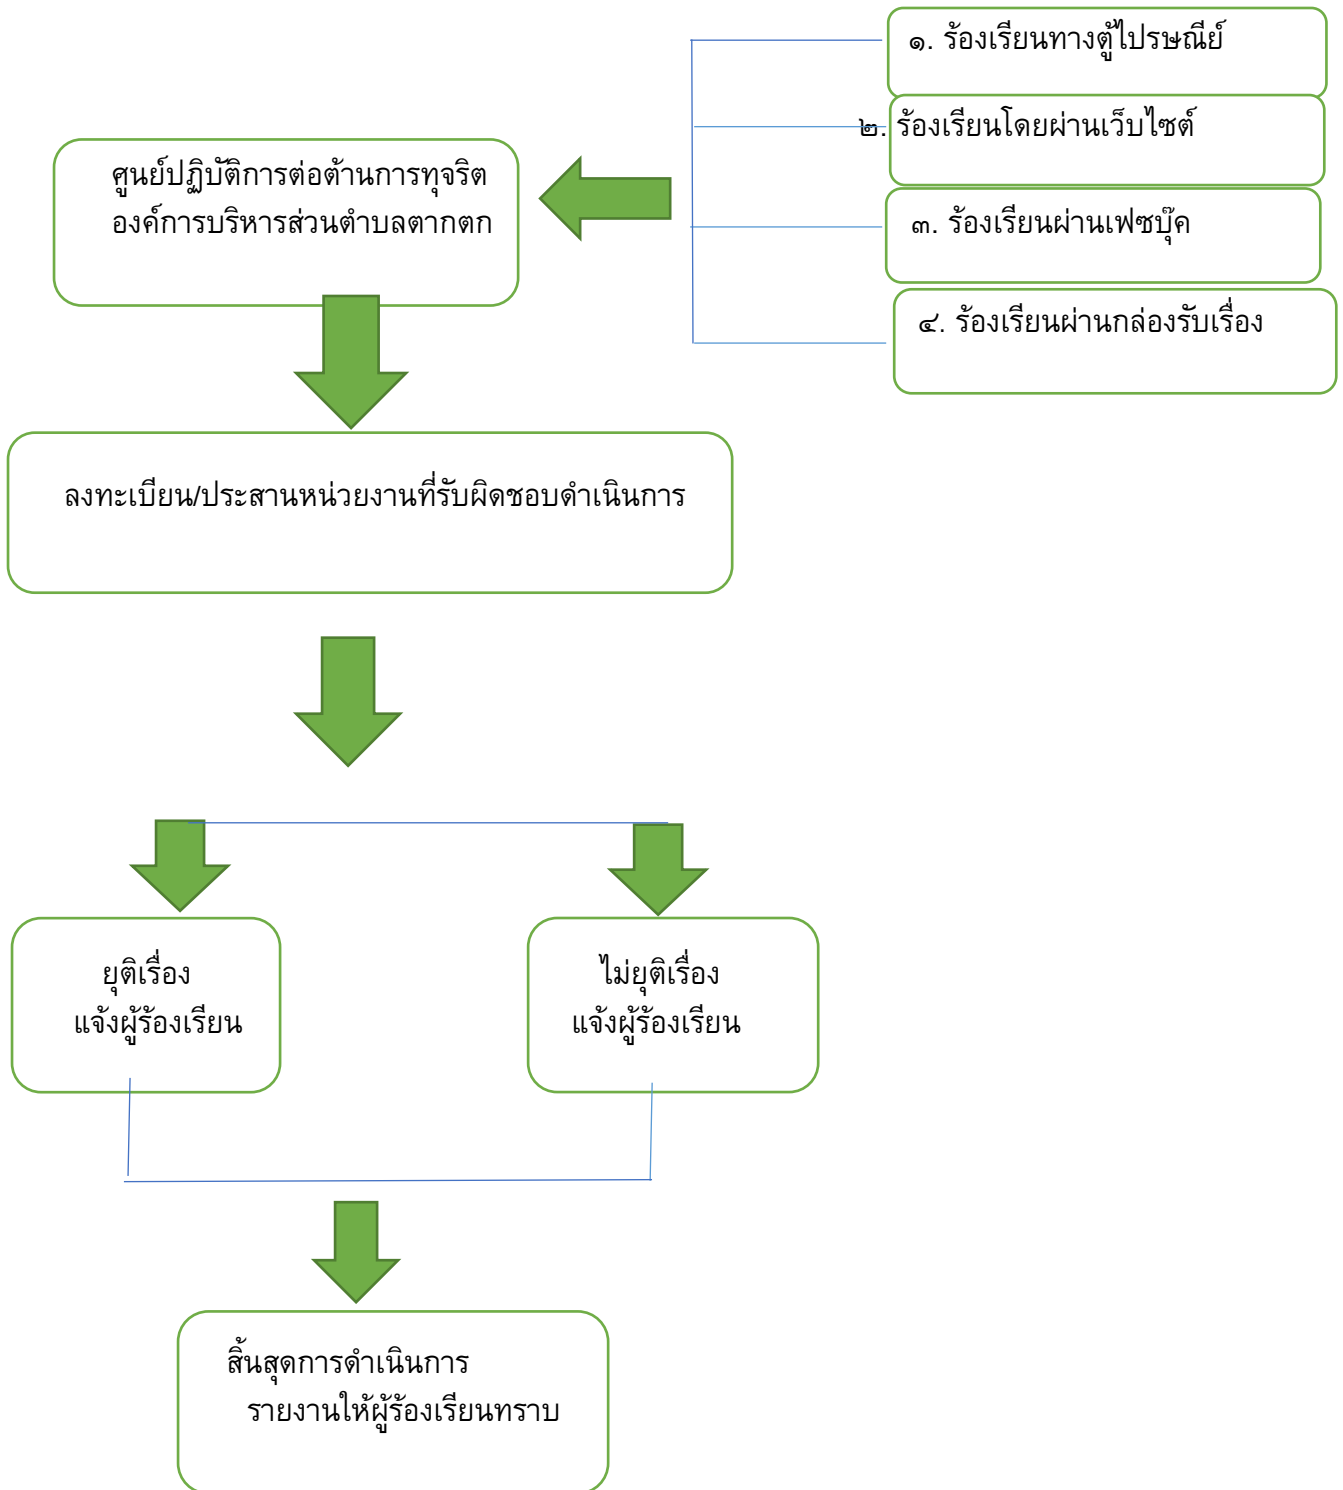 ๑. ร้องเรียนทางตู้ไปรษณีย์
๒. ร้องเรียนโดยผ่านเว็บไซต์
ศูนย์ปฏิบัติการต่อต้านการทุจริต
องค์การบริหารส่วนตำบลตากตก
๓. ร้องเรียนผ่านเฟซบุ๊ค
๔. ร้องเรียนผ่านกล่องรับเรื่อง
ลงทะเบียน/ประสานหน่วยงานที่รับผิดชอบดำเนินการ
ยุติเรื่อง
แจ้งผู้ร้องเรียน
ไม่ยุติเรื่อง
แจ้งผู้ร้องเรียน
สิ้นสุดการดำเนินการ
รายงานให้ผู้ร้องเรียนทราบ